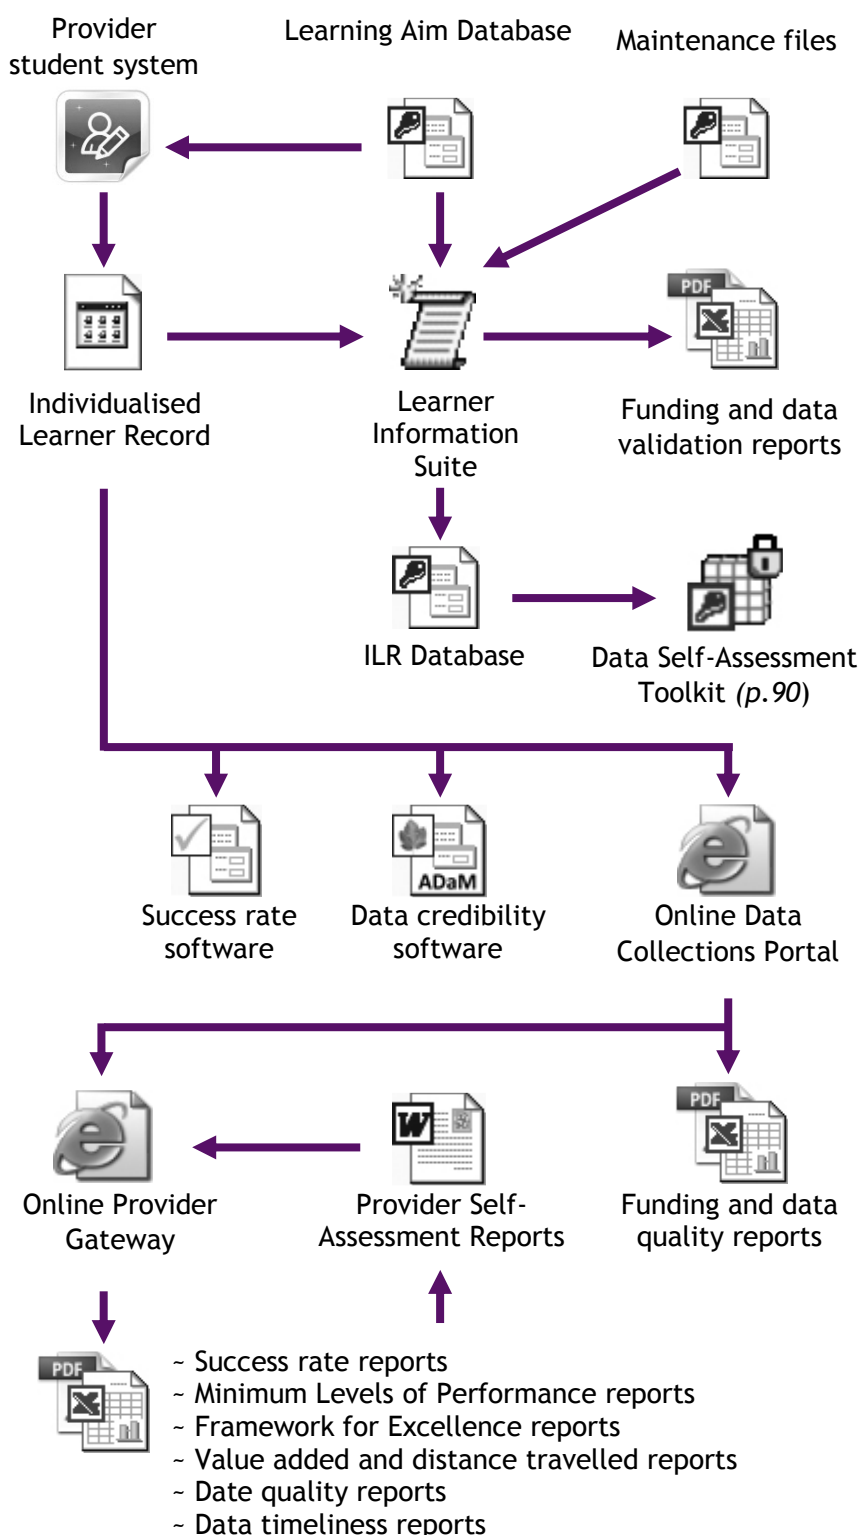 Provider
student system
Learning Aim Database
Maintenance files
PDF
Individualised
Learner Record
Learner
Information
Suite
Funding and data
validation reports
ILR Database
Data Self-Assessment
Toolkit (p.90)
ADaM
Success rate
software
Data credibility
software
Online Data
Collections Portal
W
PDF
Online Provider
Gateway
Provider Self-
Assessment Reports
Funding and data
quality reports
PDF
~ Success rate reports
~ Minimum Levels of Performance reports
~ Framework for Excellence reports
~ Value added and distance travelled reports
~ Date quality reports
~ Data timeliness reports